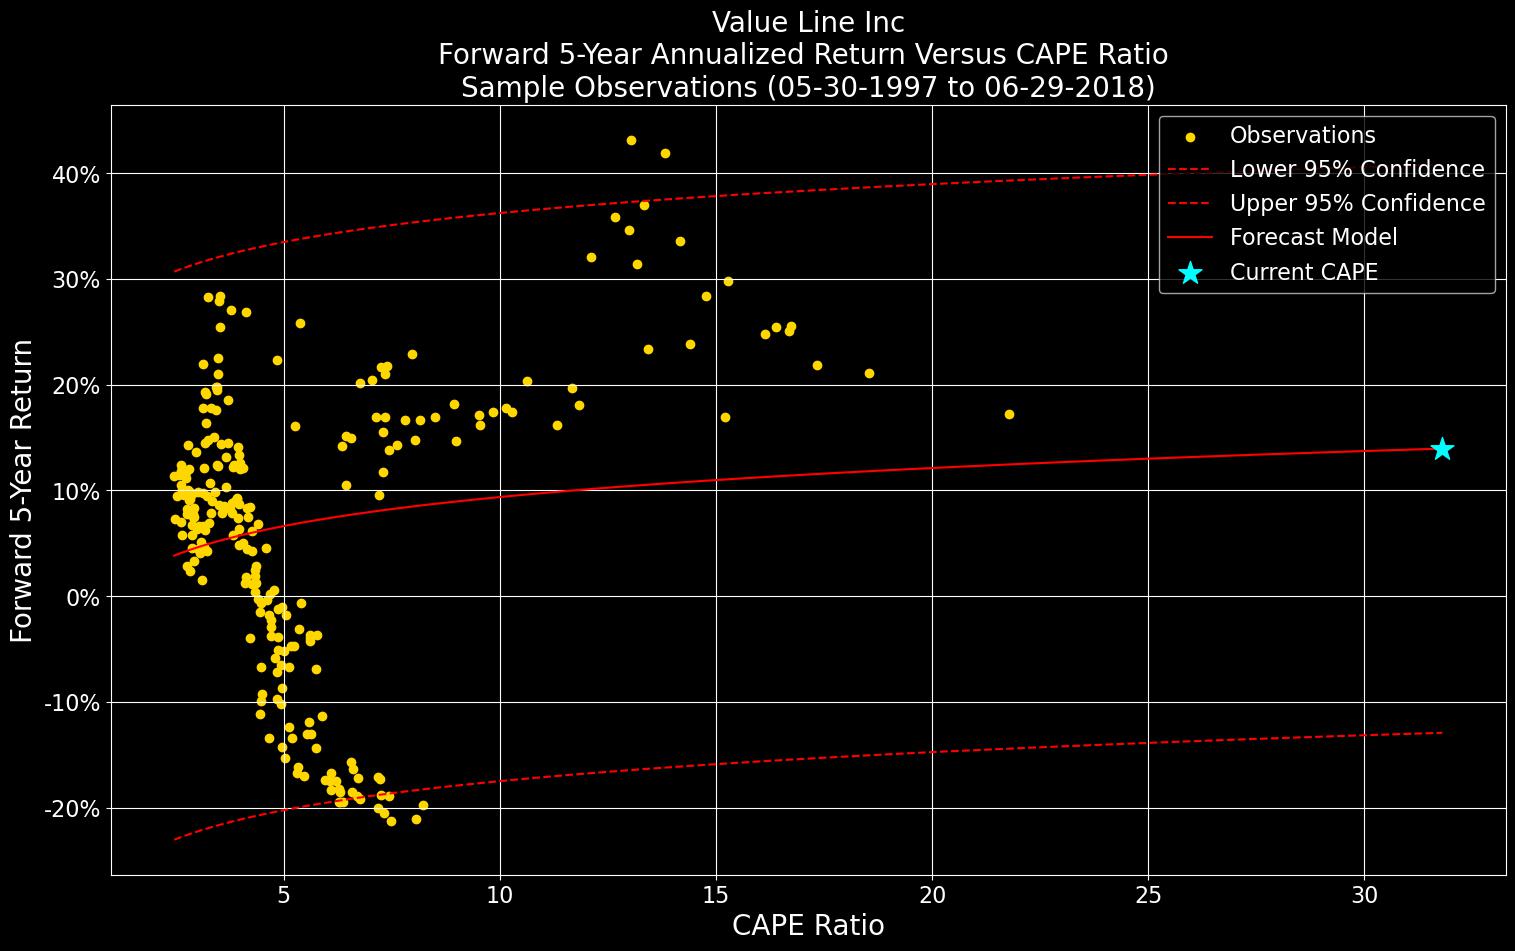 Value Line Inc
Forward 5-Year Annualized Return Versus CAPE Ratio
Sample Observations (05-30-1997 to 06-29-2018)
Observations
Lower 95% Confidence
Upper 95% Confidence
Forecast Model
Current CAPE
Forward 5-Year Return
40%
30%
20%
10%
0%
-10%
-20%
5
10
15
20
25
30
CAPE Ratio